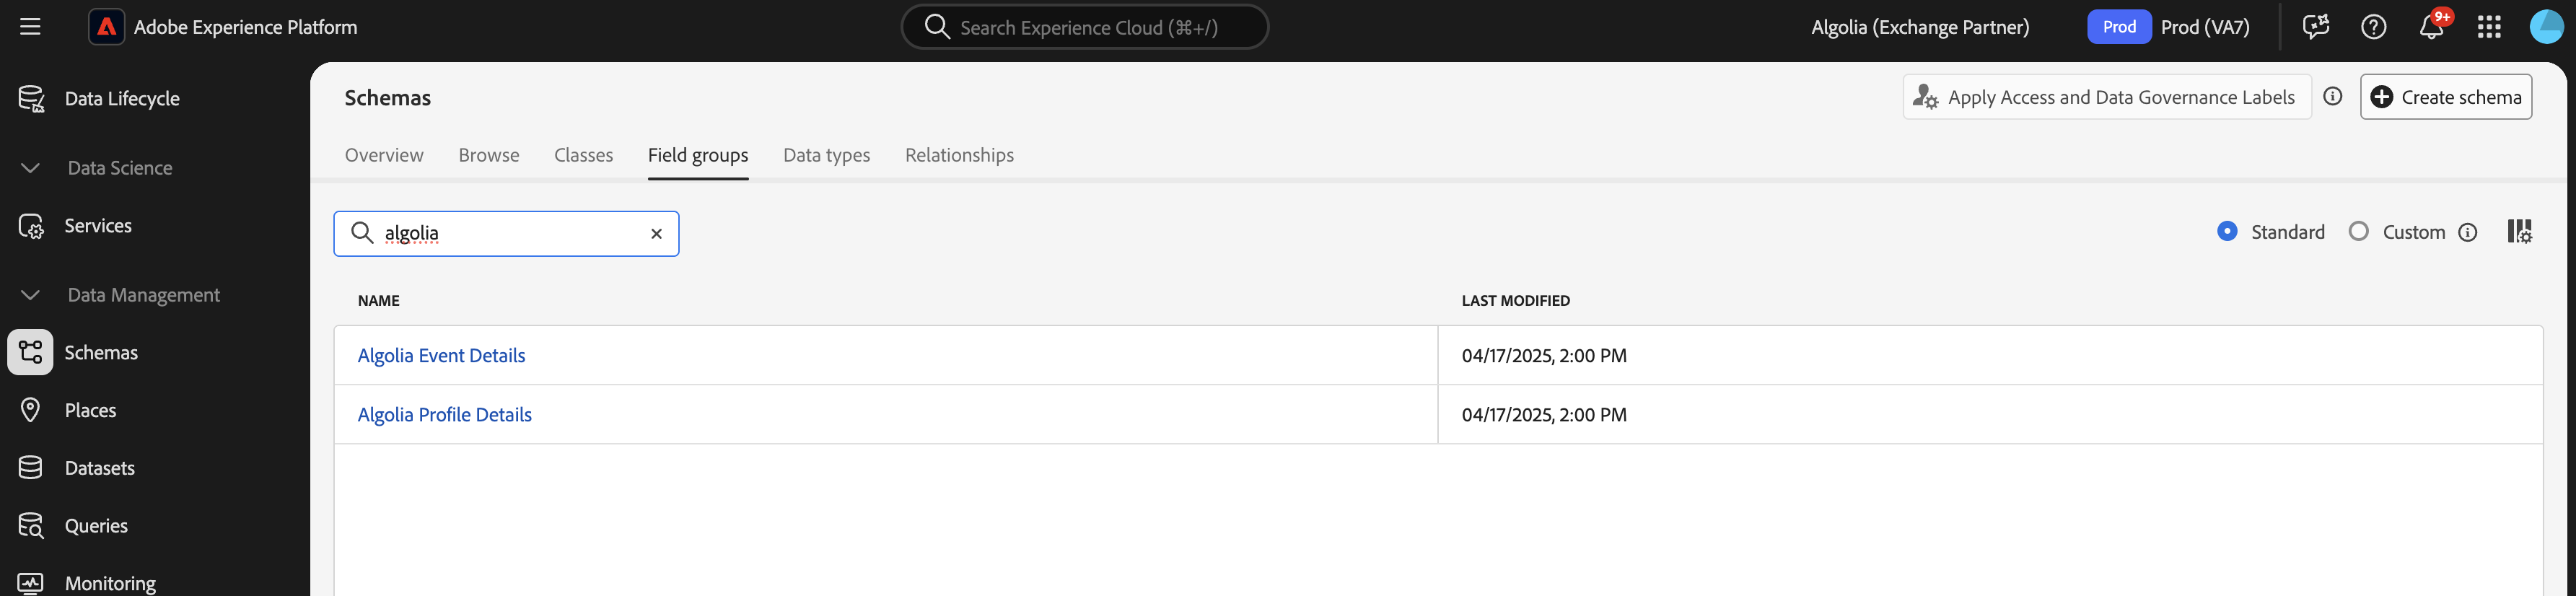 Adobe Experience Platform
Search Experience Cloud (⌘+/)
Algolia (Exchange Partner)
Prod
Prod (VA7)
9+
Data Lifecycle
Data Science
Services
Data Management
Schemas
Places
Datasets
Queries
Monitoring
Schemas
Apply Access and Data Governance Labels
Create schema
Overview Browse Classes Field groups Data types Relationships
algolia
Standard Custom
NAME LAST MODIFIED
Algolia Event Details 04/17/2025, 2:00 PM
Algolia Profile Details 04/17/2025, 2:00 PM